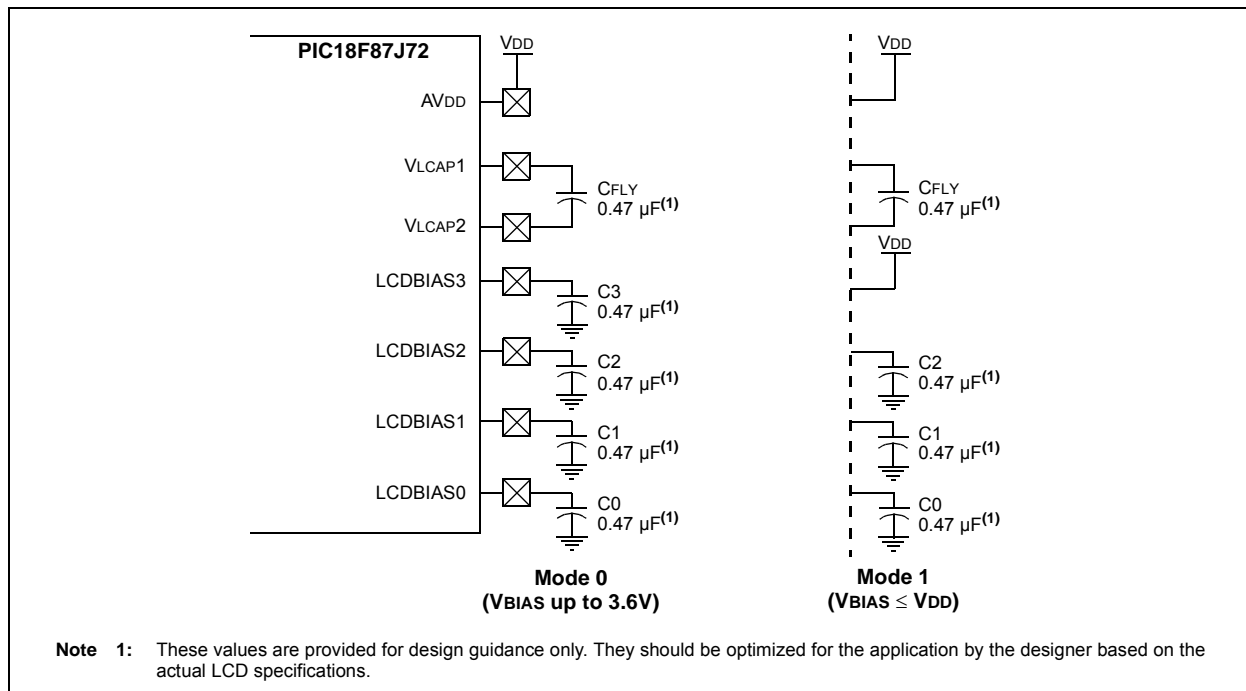 PIC18F87J72
VDD
AVDD
VLCAP1
CFLY
0.47 µF(1)
VLCAP2
LCDBIAS3
C3
0.47 µF(1)
LCDBIAS2
C2
0.47 µF(1)
LCDBIAS1
C1
0.47 µF(1)
LCDBIAS0
C0
0.47 µF(1)
Mode 0
(VBIAS up to 3.6V)
VDD
CFLY
0.47 µF(1)
VDD
C2
0.47 µF(1)
C1
0.47 µF(1)
C0
0.47 µF(1)
Mode 1
(VBIAS ≤ VDD)
Note 1: These values are provided for design guidance only. They should be optimized for the application by the designer based on the
actual LCD specifications.